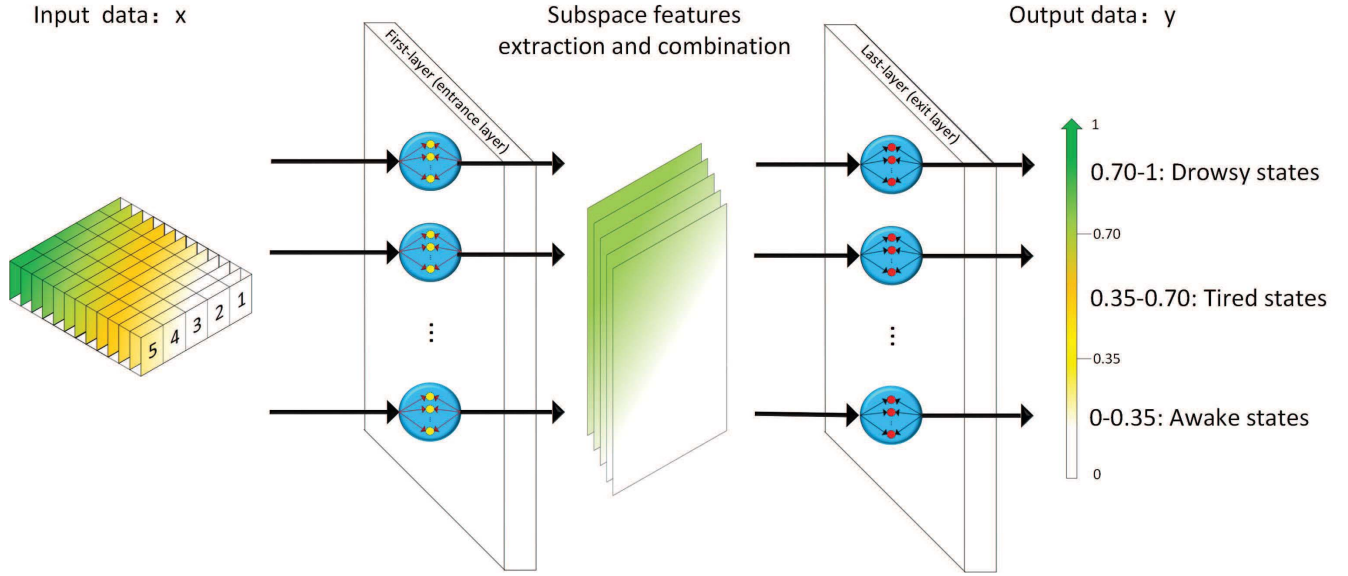 Input data: x
Subspace features
extraction and combination
Output data: y
First-layer (entrance layer)
Last-layer (exit layer)
5 4 3 2 1
⋮
⋮
1
0.70-1: Drowsy states
0.70
0.35-0.70: Tired states
0.35
0-0.35: Awake states
0